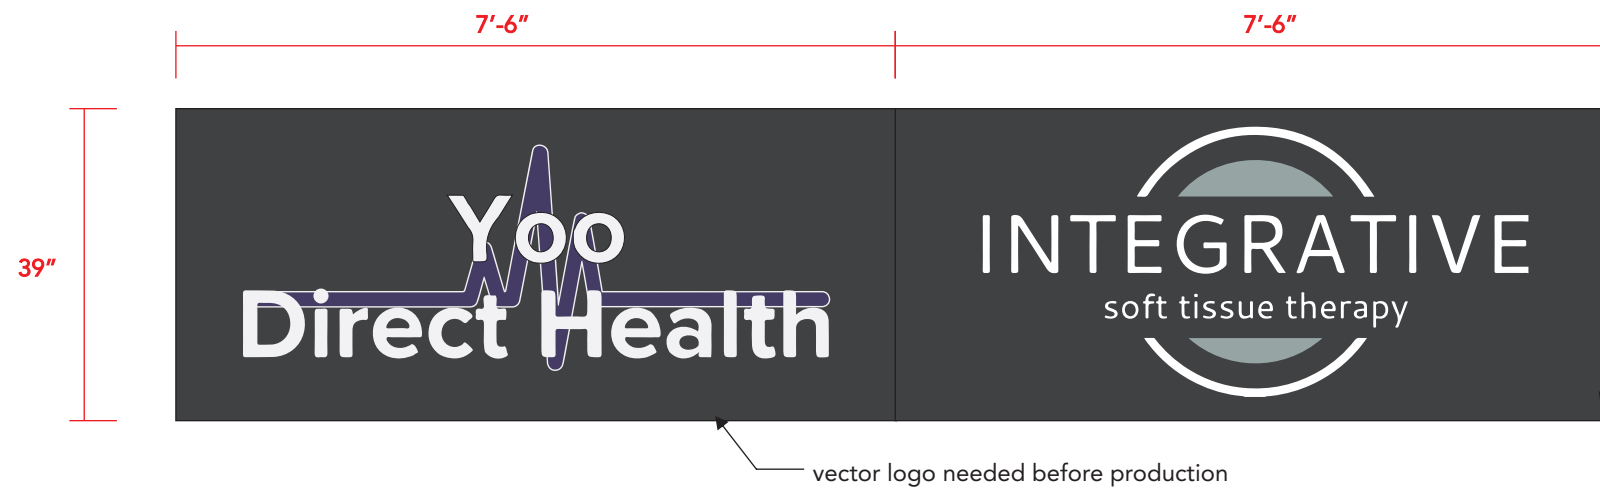 7’-6”
7’-6”
39”
Yoo
Direct Health
INTEGRATIVE
soft tissue therapy
vector logo needed before production